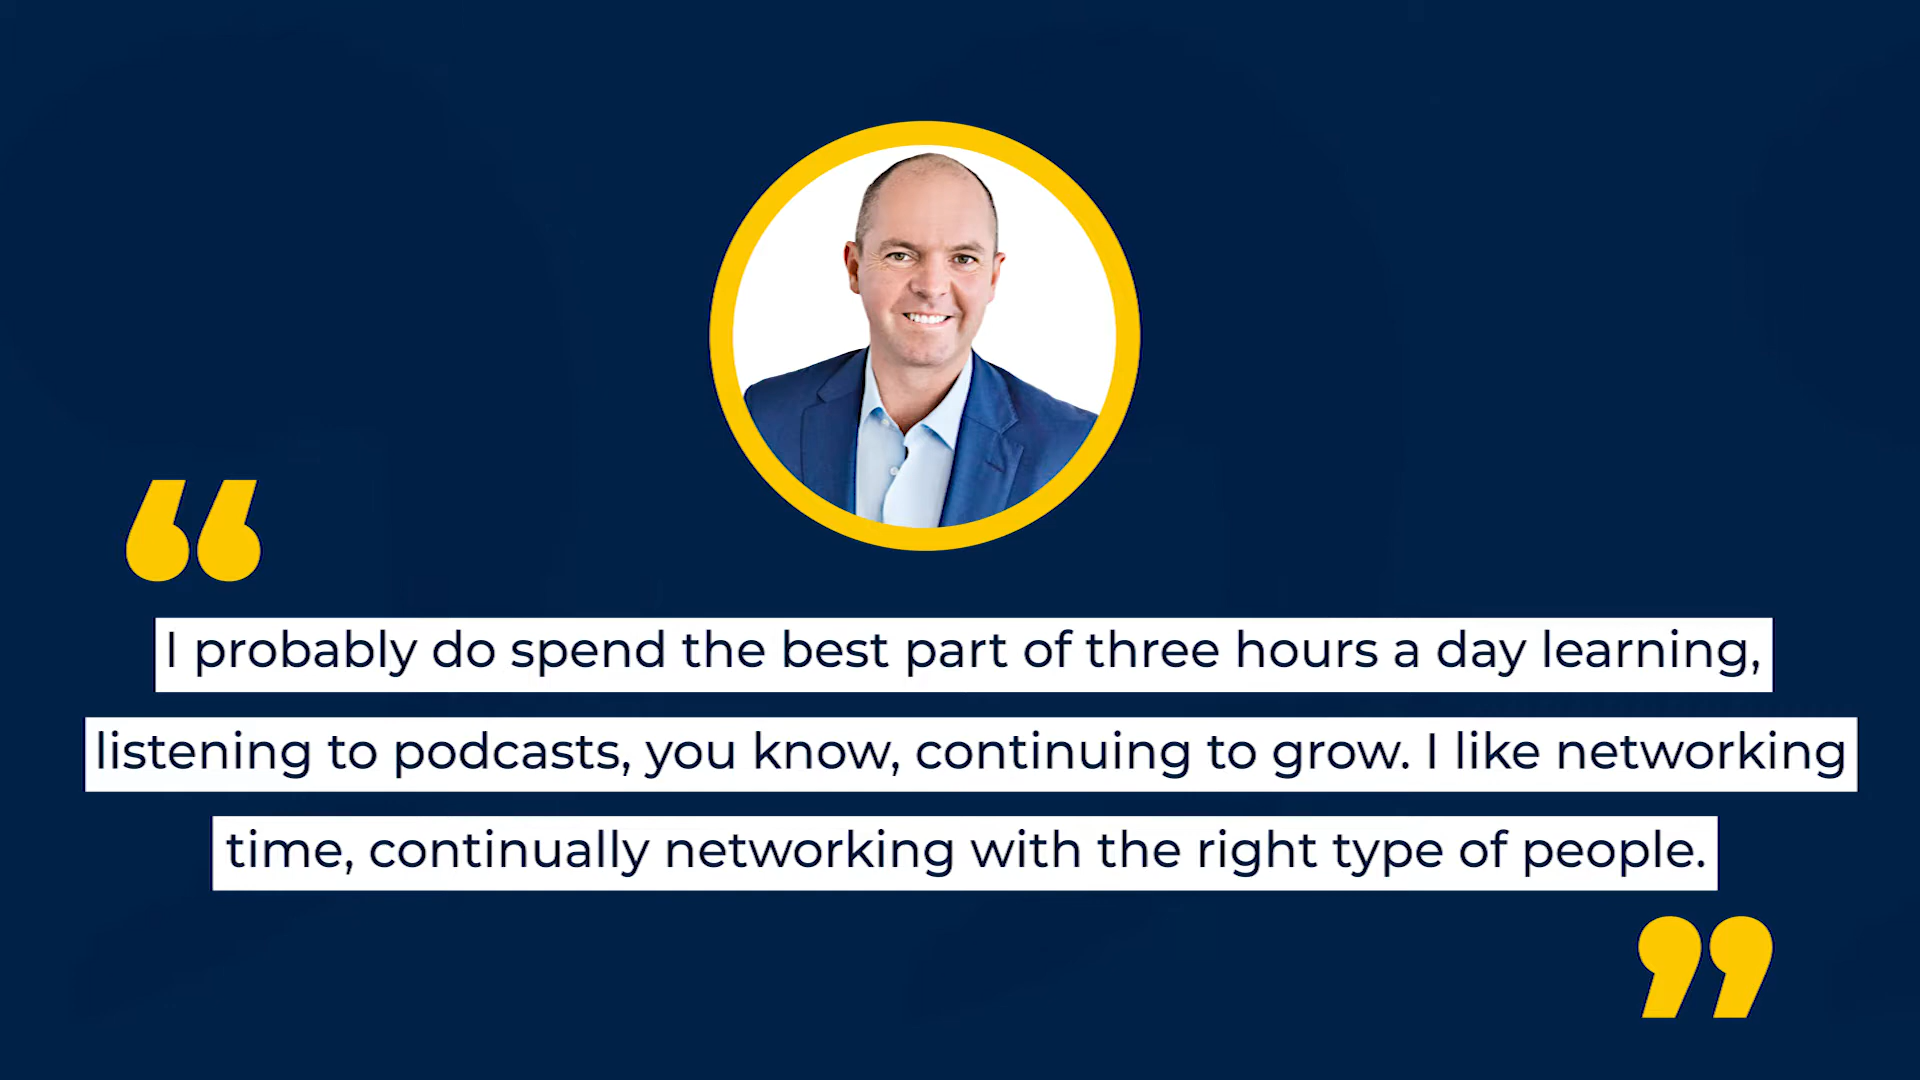 “
I probably do spend the best part of three hours a day learning,
listening to podcasts, you know, continuing to grow. I like networking
time, continually networking with the right type of people.
”